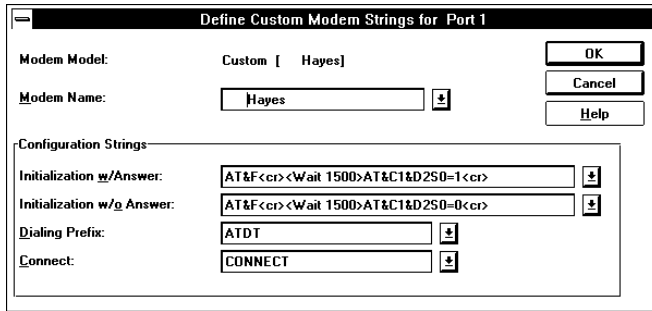 Define Custom Modem Strings for Port 1
Modem Model: Custom [ Hayes]
OK
Cancel
Modem Name: Hayes
Help
Configuration Strings
Initialization w/Answer: AT&F<cr><Wait 1500>AT&C1&D2S0=1<cr>
Initialization w/o Answer: AT&F<cr><Wait 1500>AT&C1&D2S0=0<cr>
Dialing Prefix: ATDT
Connect: CONNECT